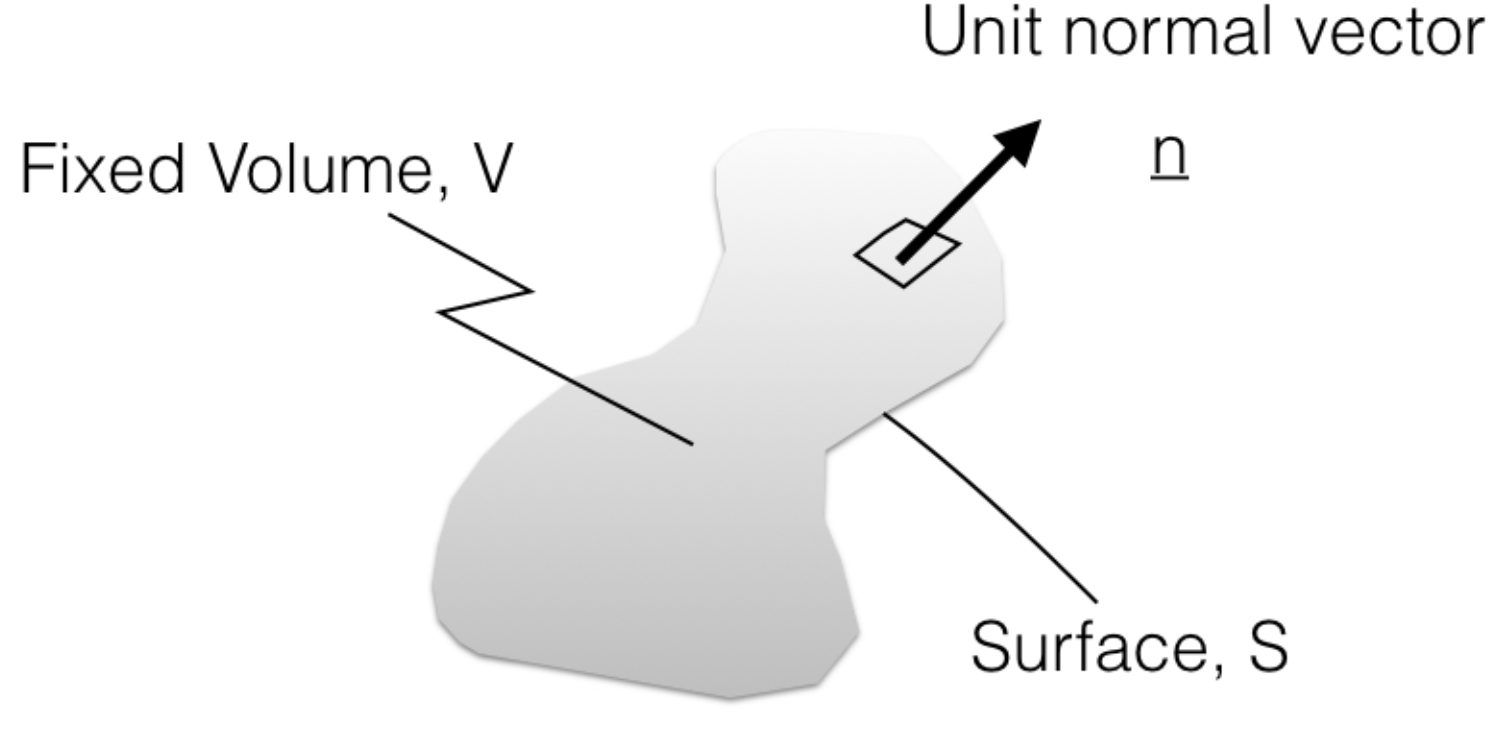 Unit normal vector
n
Fixed Volume, V
Surface, S